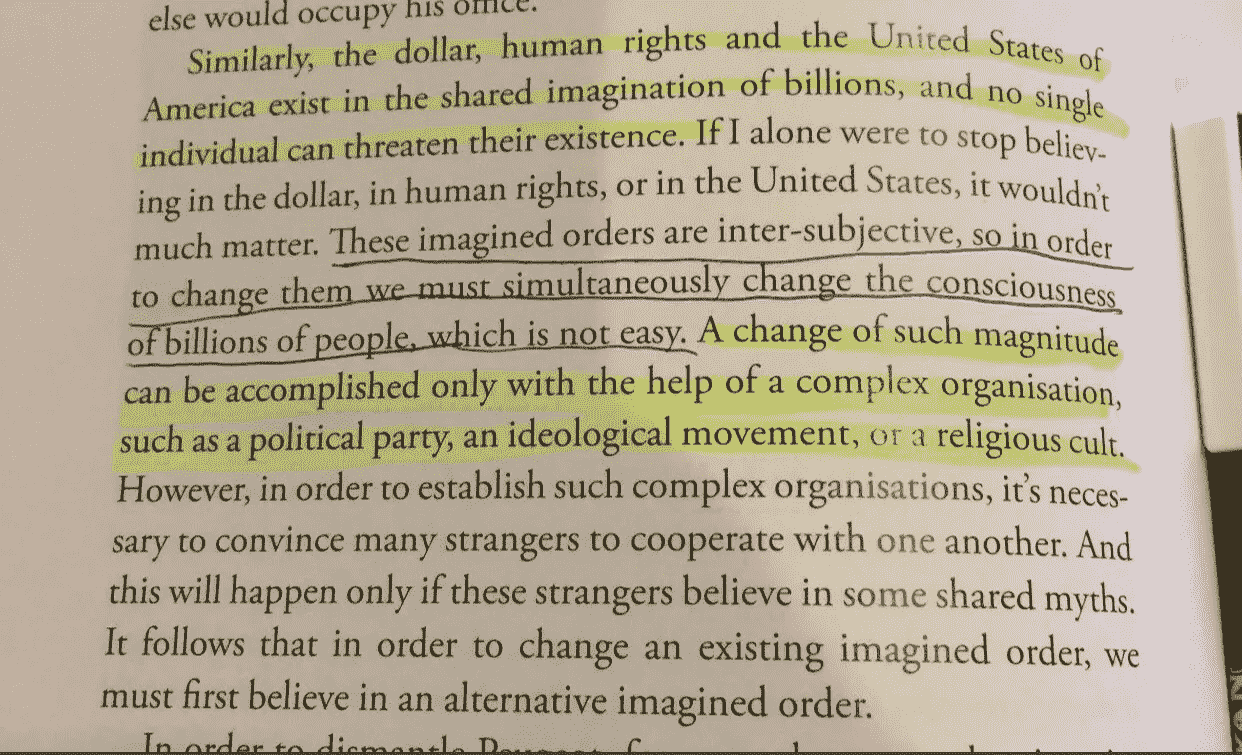 else would occupy his office.
Similarly, the dollar, human rights and the United States of
America exist in the shared imagination of billions, and no single
individual can threaten their existence. If I alone were to stop believ-
ing in the dollar, in human rights, or in the United States, it wouldn't
much matter. These imagined orders are inter-subjective, so in order
to change them we must simultaneously change the consciousness
of billions of people, which is not easy. A change of such magnitude
can be accomplished only with the help of a complex organisation,
such as a political party, an ideological movement, or a religious cult.
However, in order to establish such complex organisations, it's neces-
sary to convince many strangers to cooperate with one another. And
this will happen only if these strangers believe in some shared myths.
It follows that in order to change an existing imagined order, we
must first believe in an alternative imagined order.
In order to dismantle